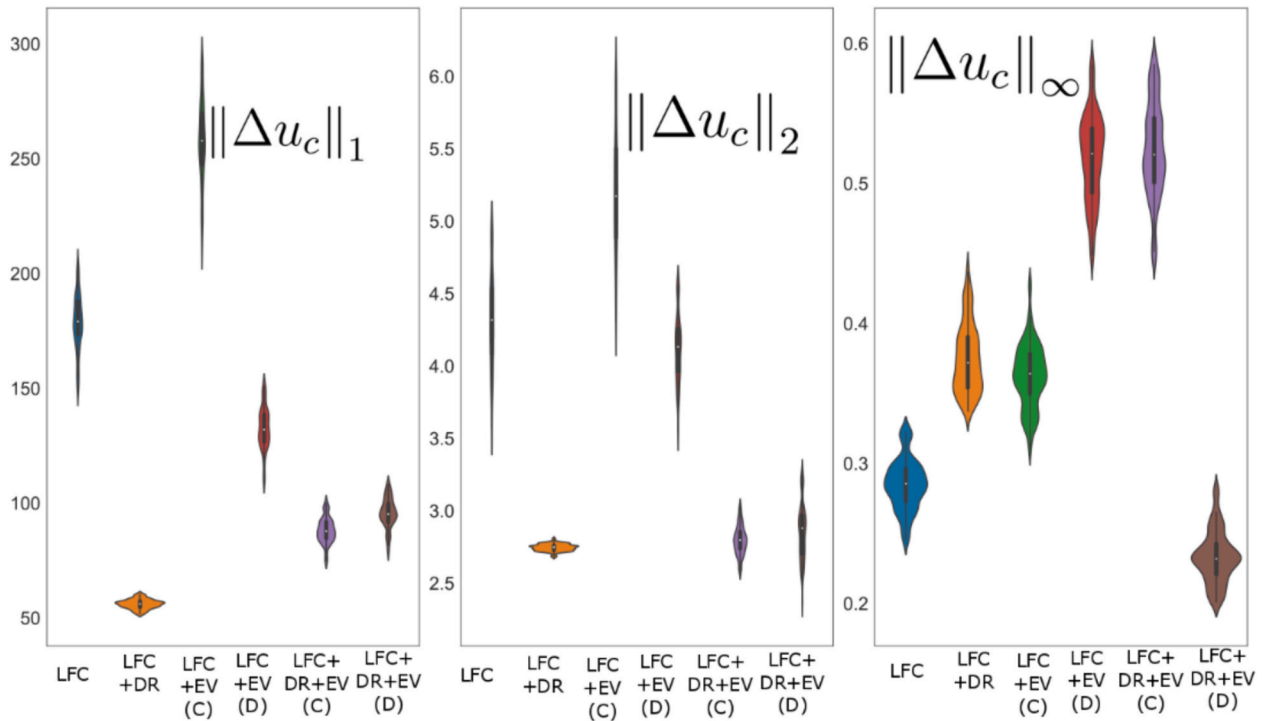 300
250
200
150
100
50
‖Δu_c‖_1
LFC
LFC
+DR
LFC
+EV
(C)
LFC
+EV
(D)
LFC+
DR+EV
(C)
LFC+
DR+EV
(D)
6.0
5.5
5.0
4.5
4.0
3.5
3.0
2.5
‖Δu_c‖_2
LFC
LFC
+DR
LFC
+EV
(C)
LFC
+EV
(D)
LFC+
DR+EV
(C)
LFC+
DR+EV
(D)
0.6
0.5
0.4
0.3
0.2
‖Δu_c‖_∞
LFC
LFC
+DR
LFC
+EV
(C)
LFC
+EV
(D)
LFC+
DR+EV
(C)
LFC+
DR+EV
(D)